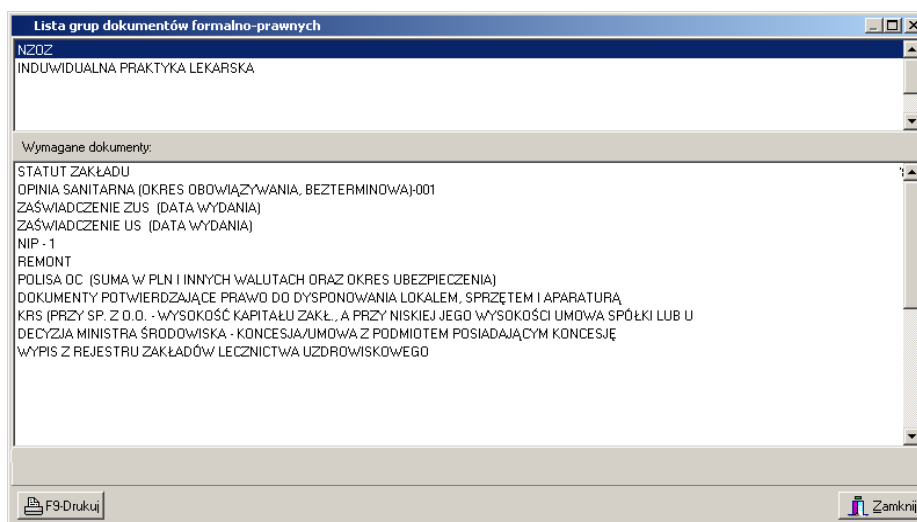 Lista grup dokumentów formalno-prawnych
NZOZ
INDUWIDUALNA PRAKTYKA LEKARSKA
Wymagane dokumenty:
STATUT ZAKŁADU
OPINIA SANITARNA (OKRES OBOWIĄZYWANIA, BEZTERMINOWA)-001
ZAŚWIADCZENIE ZUS (DATA WYDANIA)
ZAŚWIADCZENIE US (DATA WYDANIA)
NIP - 1
REMONT
POLISA OC (SUMA W PLN I INNYCH WALUTACH ORAZ OKRES UBEZPIECZENIA)
DOKUMENTY POTWIERDZAJĄCE PRAWO DO DYSPONOWANIA LOKALEM, SPRZĘTEM I APARATURĄ
KRS (PRZY SP. Z O.O. - WYSOKOŚĆ KAPITAŁU ZAKŁ., A PRZY NISKIEJ JEGO WYSOKOŚCI UMOWA SPÓŁKI LUB U
DECYZJA MINISTRA ŚRODOWISKA - KONCESJA/UMOWA Z PODMIOTEM POSIADAJĄCYM KONCESJĘ
WYPIS Z REJESTRU ZAKŁADÓW LECZNICTWA UZDROWISKOWEGO
F9-Drukuj
Zamknij